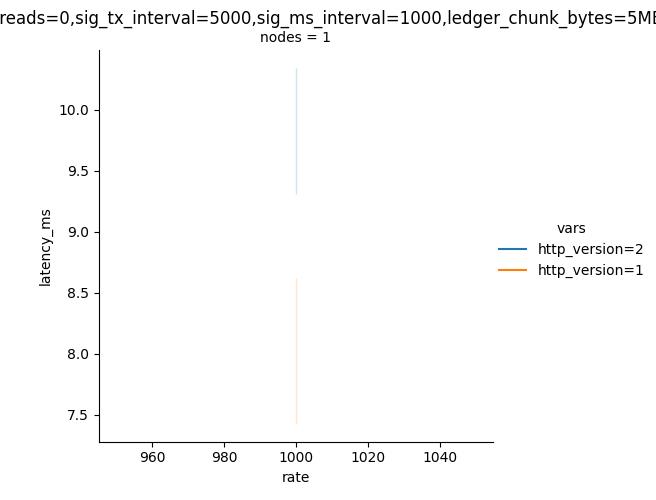 reads=0,sig_tx_interval=5000,sig_ms_interval=1000,ledger_chunk_bytes=5ME
nodes = 1
10.0
9.5
9.0
8.5
8.0
7.5
latency_ms
960
980
1000
1020
1040
rate
vars
http_version=2
http_version=1